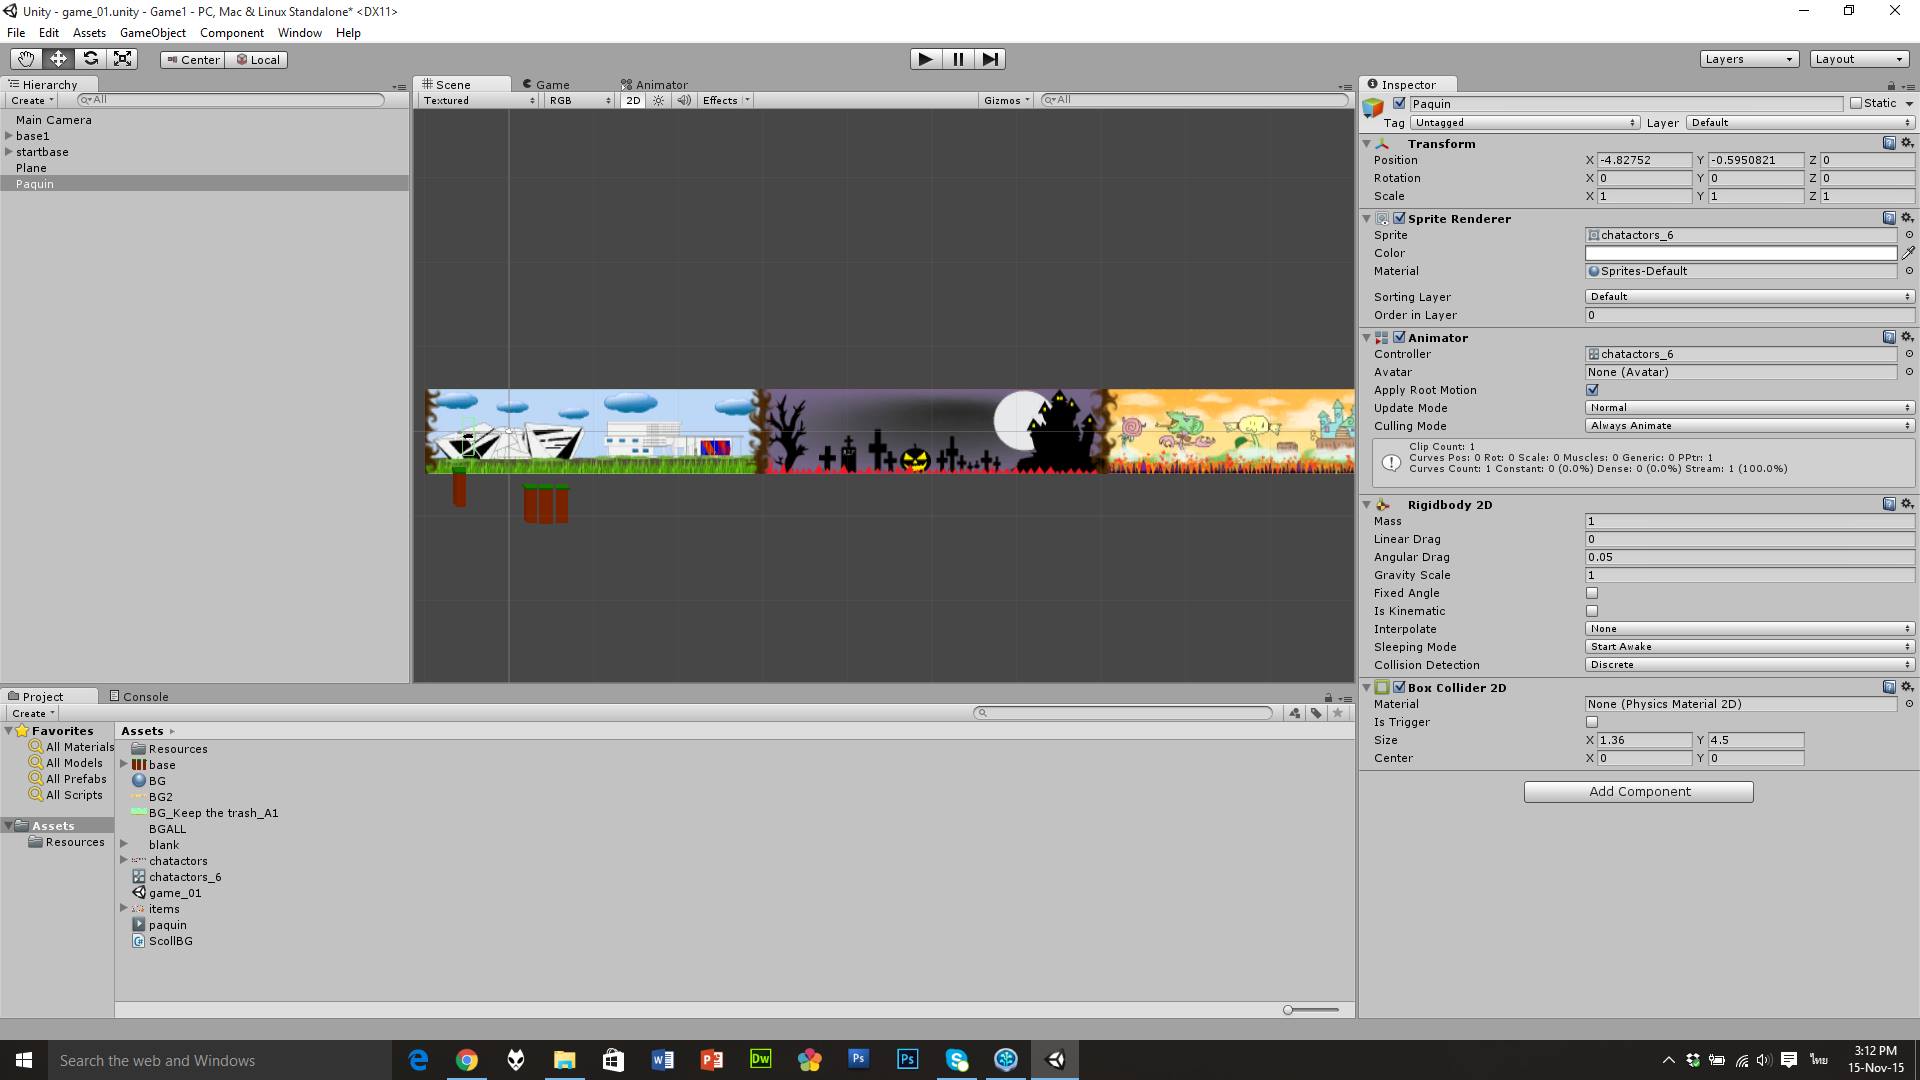 Unity - game_01.unity - Game1 - PC, Mac & Linux Standalone* <DX11>
File Edit Assets GameObject Component Window Help
Center Local
Layers Layout
Hierarchy
Create All
Main Camera
base1
startbase
Plane
Paquin
Scene Game Animator
Textured RGB 2D Effects Gizmos All
Inspector
Paquin Static
Tag Untagged Layer Default
Transform
Position X -4.82752 Y -0.5950821 Z 0
Rotation X 0 Y 0 Z 0
Scale X 1 Y 1 Z 1
Sprite Renderer
Sprite chatactors_6
Color
Material Sprites-Default
Sorting Layer Default
Order in Layer 0
Animator
Controller chatactors_6
Avatar None (Avatar)
Apply Root Motion
Update Mode Normal
Culling Mode Always Animate
Clip Count: 1
Curves Pos: 0 Rot: 0 Scale: 0 Muscles: 0 Generic: 0 PPtr: 1
Curves Count: 1 Constant: 0 (0.0%) Dense: 0 (0.0%) Stream: 1 (100.0%)
Rigidbody 2D
Mass 1
Linear Drag 0
Angular Drag 0.05
Gravity Scale 1
Fixed Angle
Is Kinematic
Interpolate None
Sleeping Mode Start Awake
Collision Detection Discrete
Box Collider 2D
Material None (Physics Material 2D)
Is Trigger
Size X 1.36 Y 4.5
Center X 0 Y 0
Add Component
Project Console
Create
Favorites
All Materials
All Models
All Prefabs
All Scripts
Assets
Resources
Assets
Resources
base
BG
BG2
BG_Keep the trash_A1
BGALL
blank
chatactors
chatactors_6
game_01
items
paquin
ScollBG
Search the web and Windows
Dw
Ps
Ps
ไทย
3:12 PM
15-Nov-15